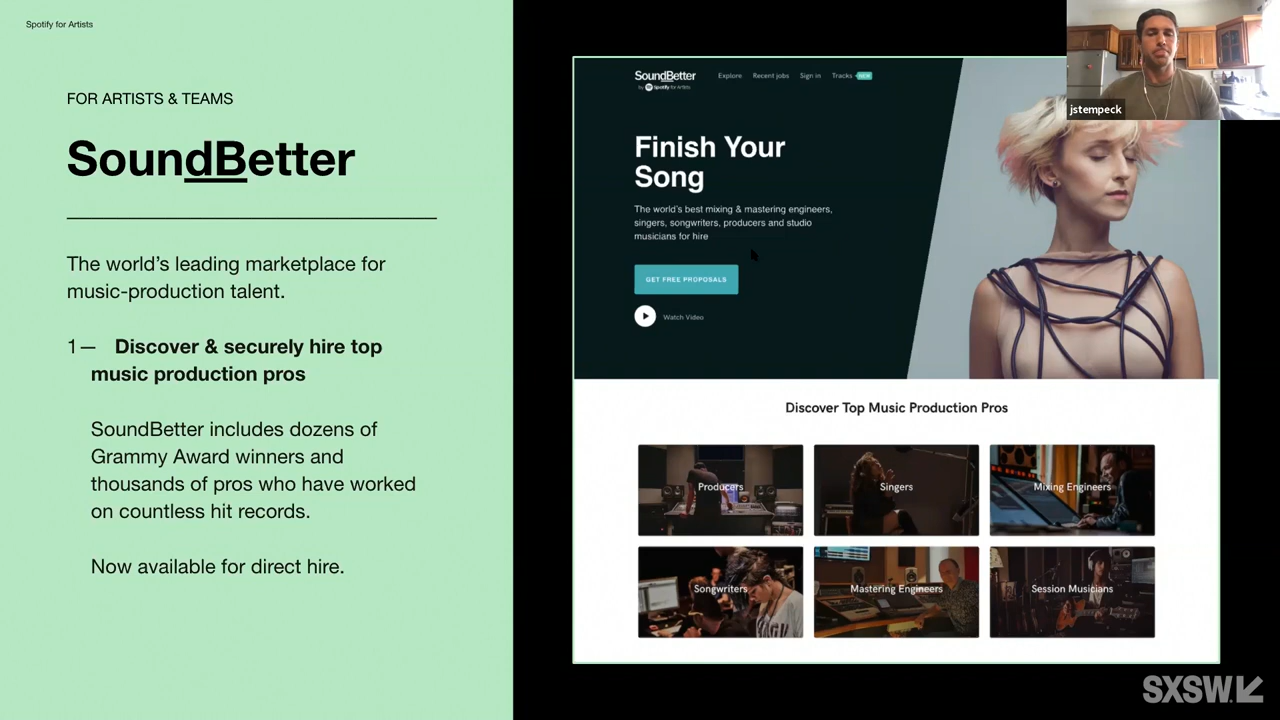 Spotify for Artists
FOR ARTISTS & TEAMS
SoundBetter
The world’s leading marketplace for
music-production talent.
1— Discover & securely hire top
music production pros
SoundBetter includes dozens of
Grammy Award winners and
thousands of pros who have worked
on countless hit records.
Now available for direct hire.
SoundBetter Explore Recent jobs Sign in Tracks NEW
by Spotify for Artists
Finish Your
Song
The world’s best mixing & mastering engineers,
singers, songwriters, producers and studio
musicians for hire
GET FREE PROPOSALS
Watch Video
Discover Top Music Production Pros
Producers Singers Mixing Engineers
Songwriters Mastering Engineers Session Musicians
jstempeck
SXSW